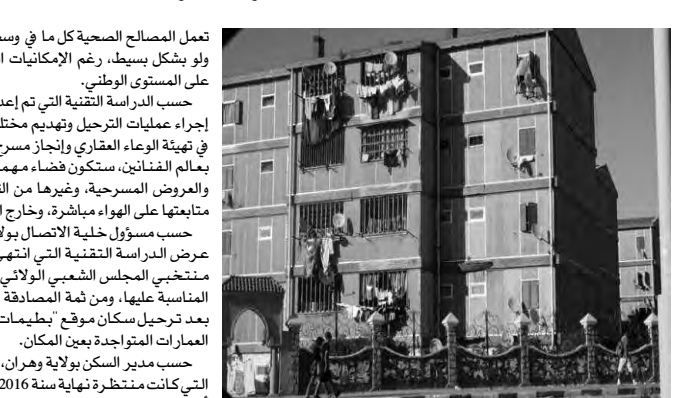 تعمل المصالح الصحية كل ما في وسع
ولو بشكل بسيط، رغم الإمكانيات ا
على المستوى الوطني.
حسب الدراسة التقنية التي تم إعد
إجراء عمليات الترحيل وتهديم مختل
في تهيئة الوعاء العقاري وإنجاز مسرح
بعالم الفنانين، ستكون فضاء مهما
والعروض المسرحية، وغيرها من الن
متابعتها على الهواء مباشرة، وخارج ا
حسب مسؤول خلية الاتصال بولا
عرض الدراسة التقنية التي انتهى
منتخبي المجلس الشعبي الولائي
المناسبة عليها، ومن ثمة المصادقة
بعد ترحيل سكان موقع "بطيمات
العمارات المتواجدة بعين المكان.
حسب مدير السكن بولاية وهران،
التي كانت منتظرة نهاية سنة 2016